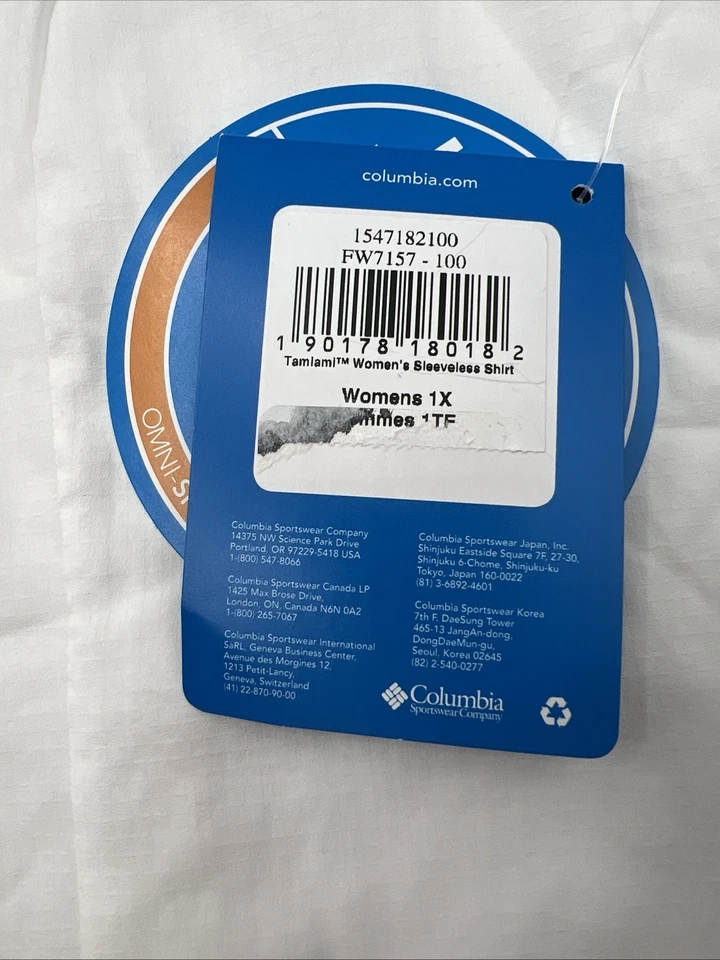 columbia.com
1547182100
FW7157 - 100
1 90178 18018 2
Tamiami™ Women's Sleeveless Shirt
Womens 1X
1TF
OMNI-
Columbia Sportswear Company
14375 NW Science Park Drive
Portland, OR 97229-5418 USA
1-(800) 547-8066
Columbia Sportswear Canada LP
1425 Max Brose Drive,
London, ON, Canada N6N 0A2
1-(800) 265-7067
Columbia Sportswear International
SàRL, Geneva Business Center,
Avenue des Morgines 12,
1213 Petit-Lancy,
Geneva, Switzerland
(41) 22-870-90-00
Columbia Sportswear Japan, Inc.
Shinjuku Eastside Square 7F, 27-30,
Shinjuku 6-Chome, Shinjuku-ku
Tokyo, Japan 160-0022
(81) 3-6892-4601
Columbia Sportswear Korea
7th F. DaeSung Tower
465-13 JangAn-dong,
DongDaeMun-gu,
Seoul, Korea 02645
(82) 2-540-0277
Columbia
Sportswear Company